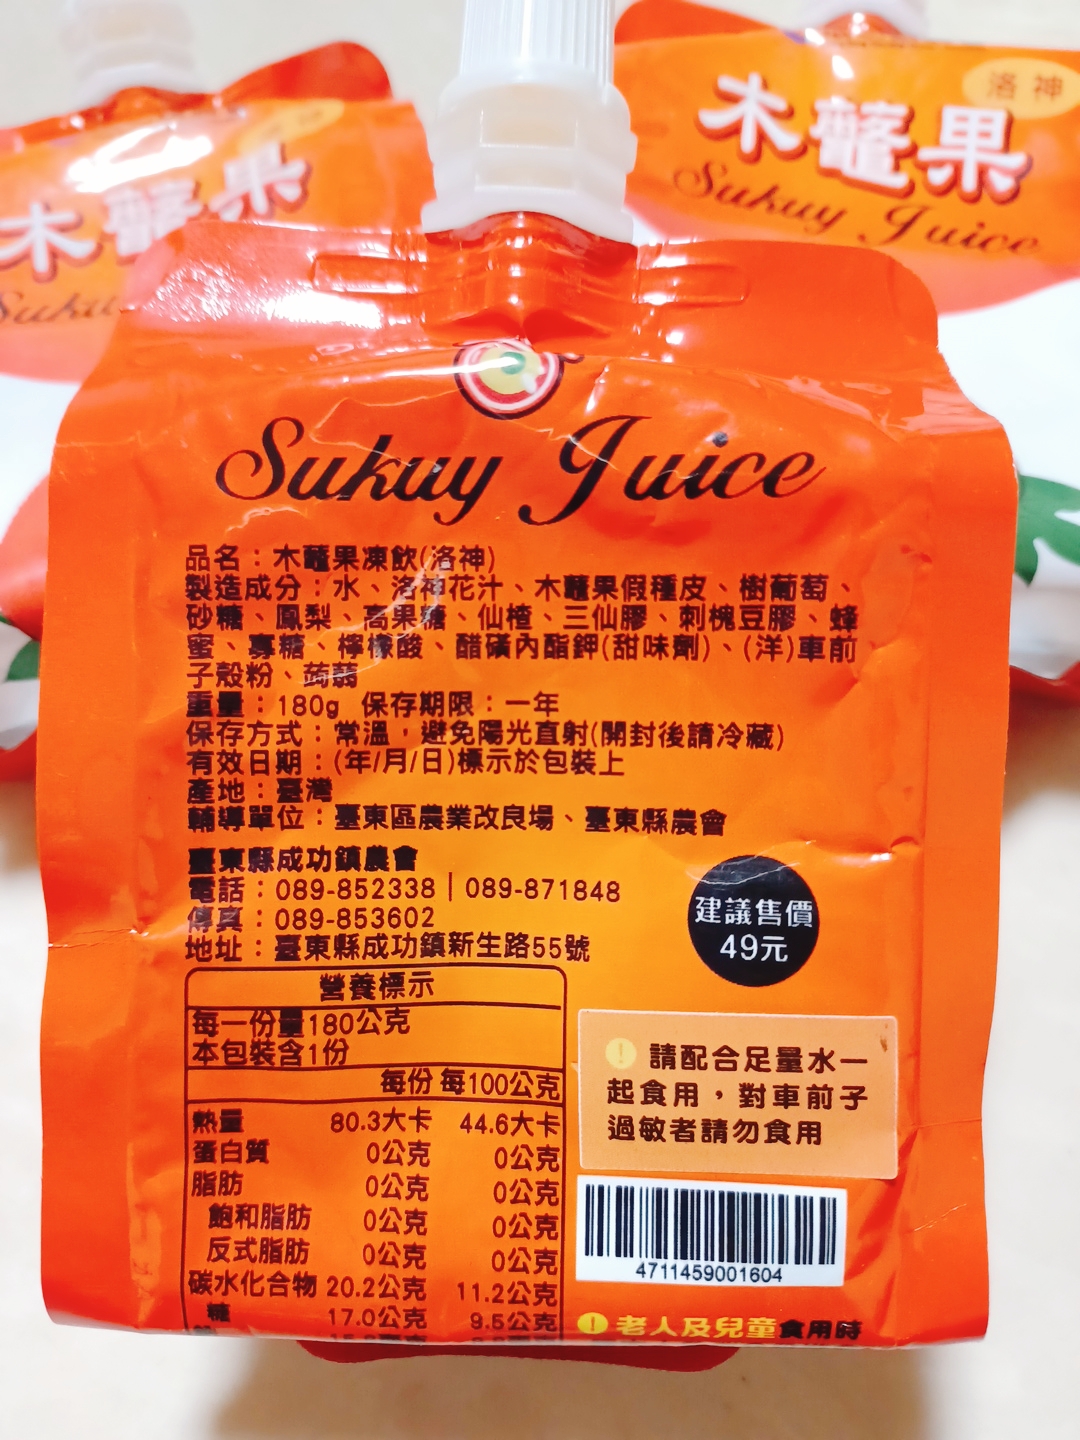 木虌果
Suku
洛神
木虌果
Sukuy Juice
Sukuy Juice
品名：木虌果凍飲(洛神)
製造成分：水、洛神花汁、木虌果假種皮、樹葡萄、
砂糖、鳳梨、高果糖、仙楂、三仙膠、刺槐豆膠、蜂
蜜、寡糖、檸檬酸、醋磺內酯鉀(甜味劑)、(洋)車前
子殼粉、蒟蒻
重量：180g 保存期限：一年
保存方式：常溫，避免陽光直射(開封後請冷藏)
有效日期：(年/月/日)標示於包裝上
產地：臺灣
輔導單位：臺東區農業改良場、臺東縣農會
臺東縣成功鎮農會
電話：089-852338│089-871848
傳真：089-853602
地址：臺東縣成功鎮新生路55號
建議售價
49元
營養標示
每一份量180公克
本包裝含1份
每份 每100公克
熱量 80.3大卡 44.6大卡
蛋白質 0公克 0公克
脂肪 0公克 0公克
飽和脂肪 0公克 0公克
反式脂肪 0公克 0公克
碳水化合物 20.2公克 11.2公克
糖 17.0公克 9.5公克
! 請配合足量水一
起食用，對車前子
過敏者請勿食用
4711459001604
! 老人及兒童食用時